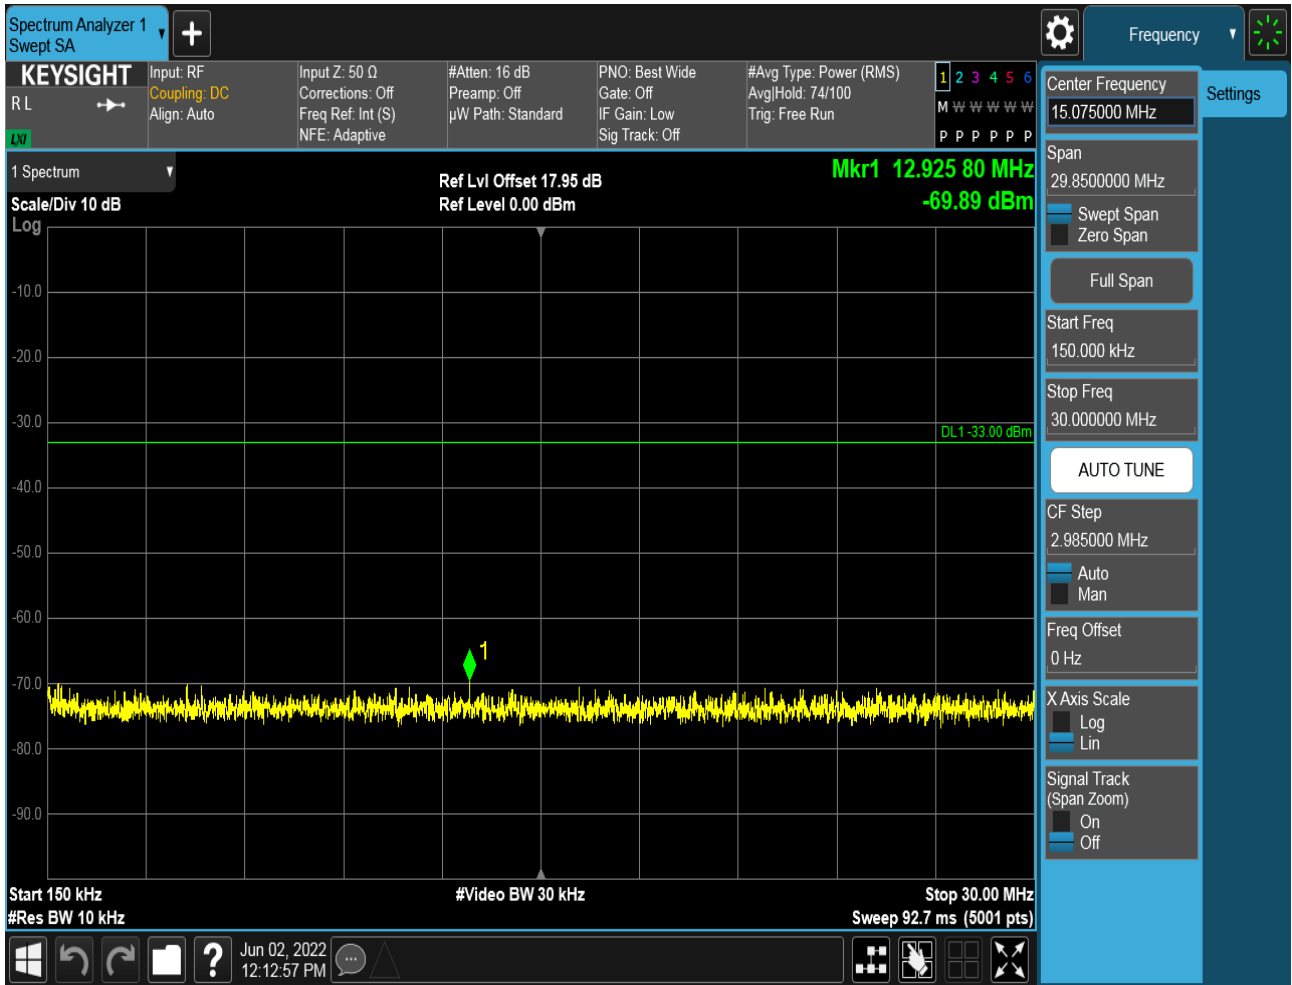 Spectrum Analyzer 1
Swept SA
Frequency
KEYSIGHT
R L
LXI
Input: RF
Coupling: DC
Align: Auto
Input Z: 50 Ω
Corrections: Off
Freq Ref: Int (S)
NFE: Adaptive
#Atten: 16 dB
Preamp: Off
µW Path: Standard
PNO: Best Wide
Gate: Off
IF Gain: Low
Sig Track: Off
#Avg Type: Power (RMS)
Avg|Hold: 74/100
Trig: Free Run
1 2 3 4 5 6
M W W W W W
P P P P P P
1 Spectrum
Scale/Div 10 dB
Log
Ref Lvl Offset 17.95 dB
Ref Level 0.00 dBm
Mkr1 12.925 80 MHz
-69.89 dBm
-10.0
-20.0
-30.0
DL1 -33.00 dBm
-40.0
-50.0
-60.0
1
-70.0
-80.0
-90.0
Start 150 kHz
#Res BW 10 kHz
#Video BW 30 kHz
Stop 30.00 MHz
Sweep 92.7 ms (5001 pts)
Center Frequency
15.075000 MHz
Settings
Span
29.8500000 MHz
Swept Span
Zero Span
Full Span
Start Freq
150.000 kHz
Stop Freq
30.000000 MHz
AUTO TUNE
CF Step
2.985000 MHz
Auto
Man
Freq Offset
0 Hz
X Axis Scale
Log
Lin
Signal Track
(Span Zoom)
On
Off
?
Jun 02, 2022
12:12:57 PM